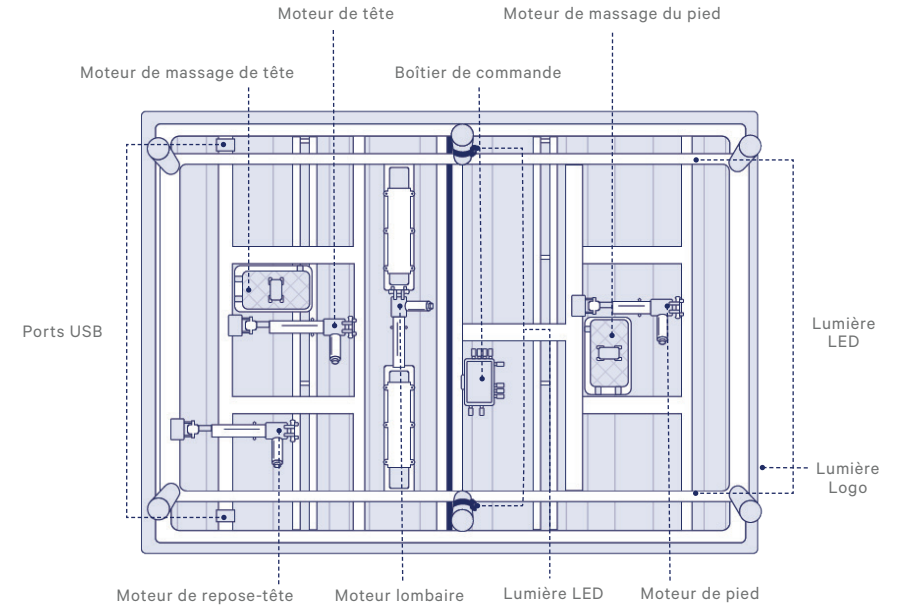 Moteur de tête
Moteur de massage du pied
Moteur de massage de tête
Boîtier de commande
Ports USB
Lumière
LED
Lumière
Logo
Moteur de repose-tête
Moteur lombaire
Lumière LED
Moteur de pied